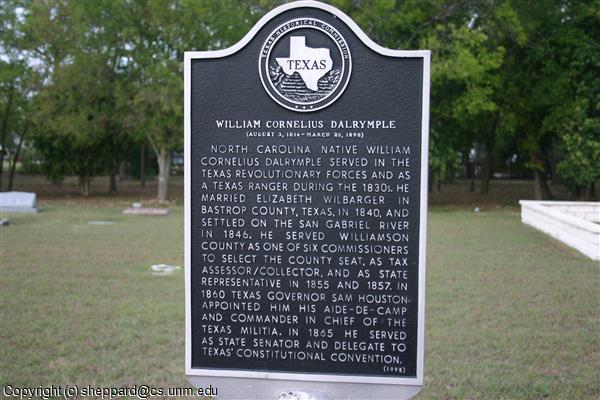 TEXAS HISTORICAL COMMISSION
TEXAS
WILLIAM CORNELIUS DALRYMPLE
(AUGUST 3, 1814-MARCH 29, 1898)
NORTH CAROLINA NATIVE WILLIAM
CORNELIUS DALRYMPLE SERVED IN THE
TEXAS REVOLUTIONARY FORCES AND AS
A TEXAS RANGER DURING THE 1830s. HE
MARRIED ELIZABETH WILBARGER IN
BASTROP COUNTY, TEXAS, IN 1840, AND
SETTLED ON THE SAN GABRIEL RIVER
IN 1846. HE SERVED WILLIAMSON
COUNTY AS ONE OF SIX COMMISSIONERS
TO SELECT THE COUNTY SEAT, AS TAX
ASSESSOR/COLLECTOR, AND AS STATE
REPRESENTATIVE IN 1855 AND 1857. IN
1860 TEXAS GOVERNOR SAM HOUSTON
APPOINTED HIM HIS AIDE-DE-CAMP
AND COMMANDER IN CHIEF OF THE
TEXAS MILITIA. IN 1865 HE SERVED
AS STATE SENATOR AND DELEGATE TO
TEXAS' CONSTITUTIONAL CONVENTION.
(1998)
Copyright (c) sheppard@cs.unm.edu